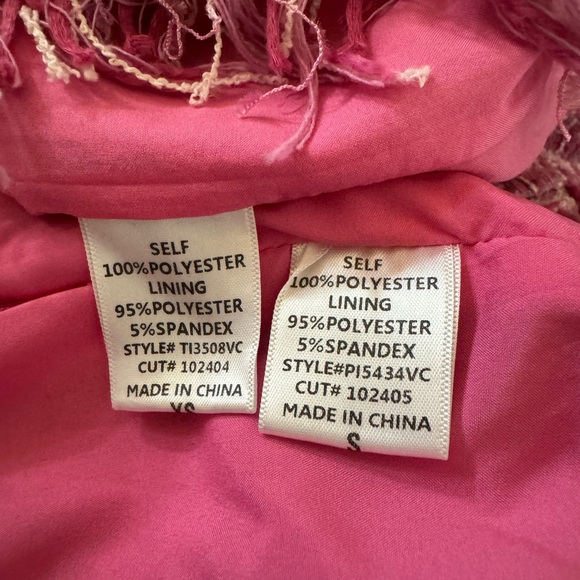 SELF
100%POLYESTER
LINING
95%POLYESTER
5%SPANDEX
STYLE# TI3508VC
CUT# 102404
MADE IN CHINA
XS
SELF
100%POLYESTER
LINING
95%POLYESTER
5%SPANDEX
STYLE#PI5434VC
CUT# 102405
MADE IN CHINA
S